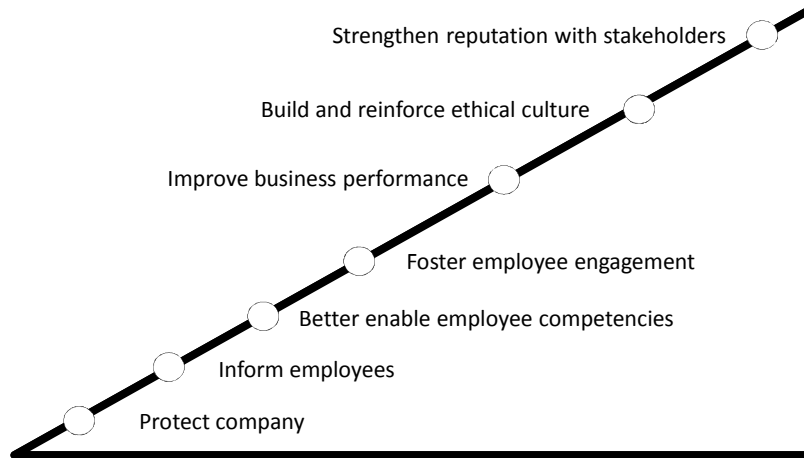 Strengthen reputation with stakeholders
Build and reinforce ethical culture
Improve business performance
Foster employee engagement
Better enable employee competencies
Inform employees
Protect company